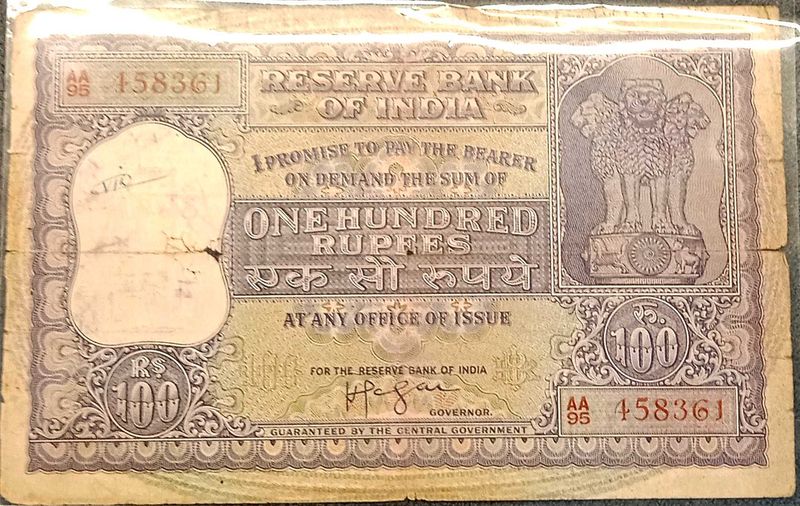 AA
95 458361
RESERVE BANK
OF INDIA
I PROMISE TO PAY THE BEARER
ON DEMAND THE SUM OF
ONE HUNDRED
RUPEES
एक सौ रुपये
AT ANY OFFICE OF ISSUE
रु.
100
RS
100
100
FOR THE RESERVE BANK OF INDIA
GOVERNOR.
AA
95 458361
GUARANTEED BY THE CENTRAL GOVERNMENT